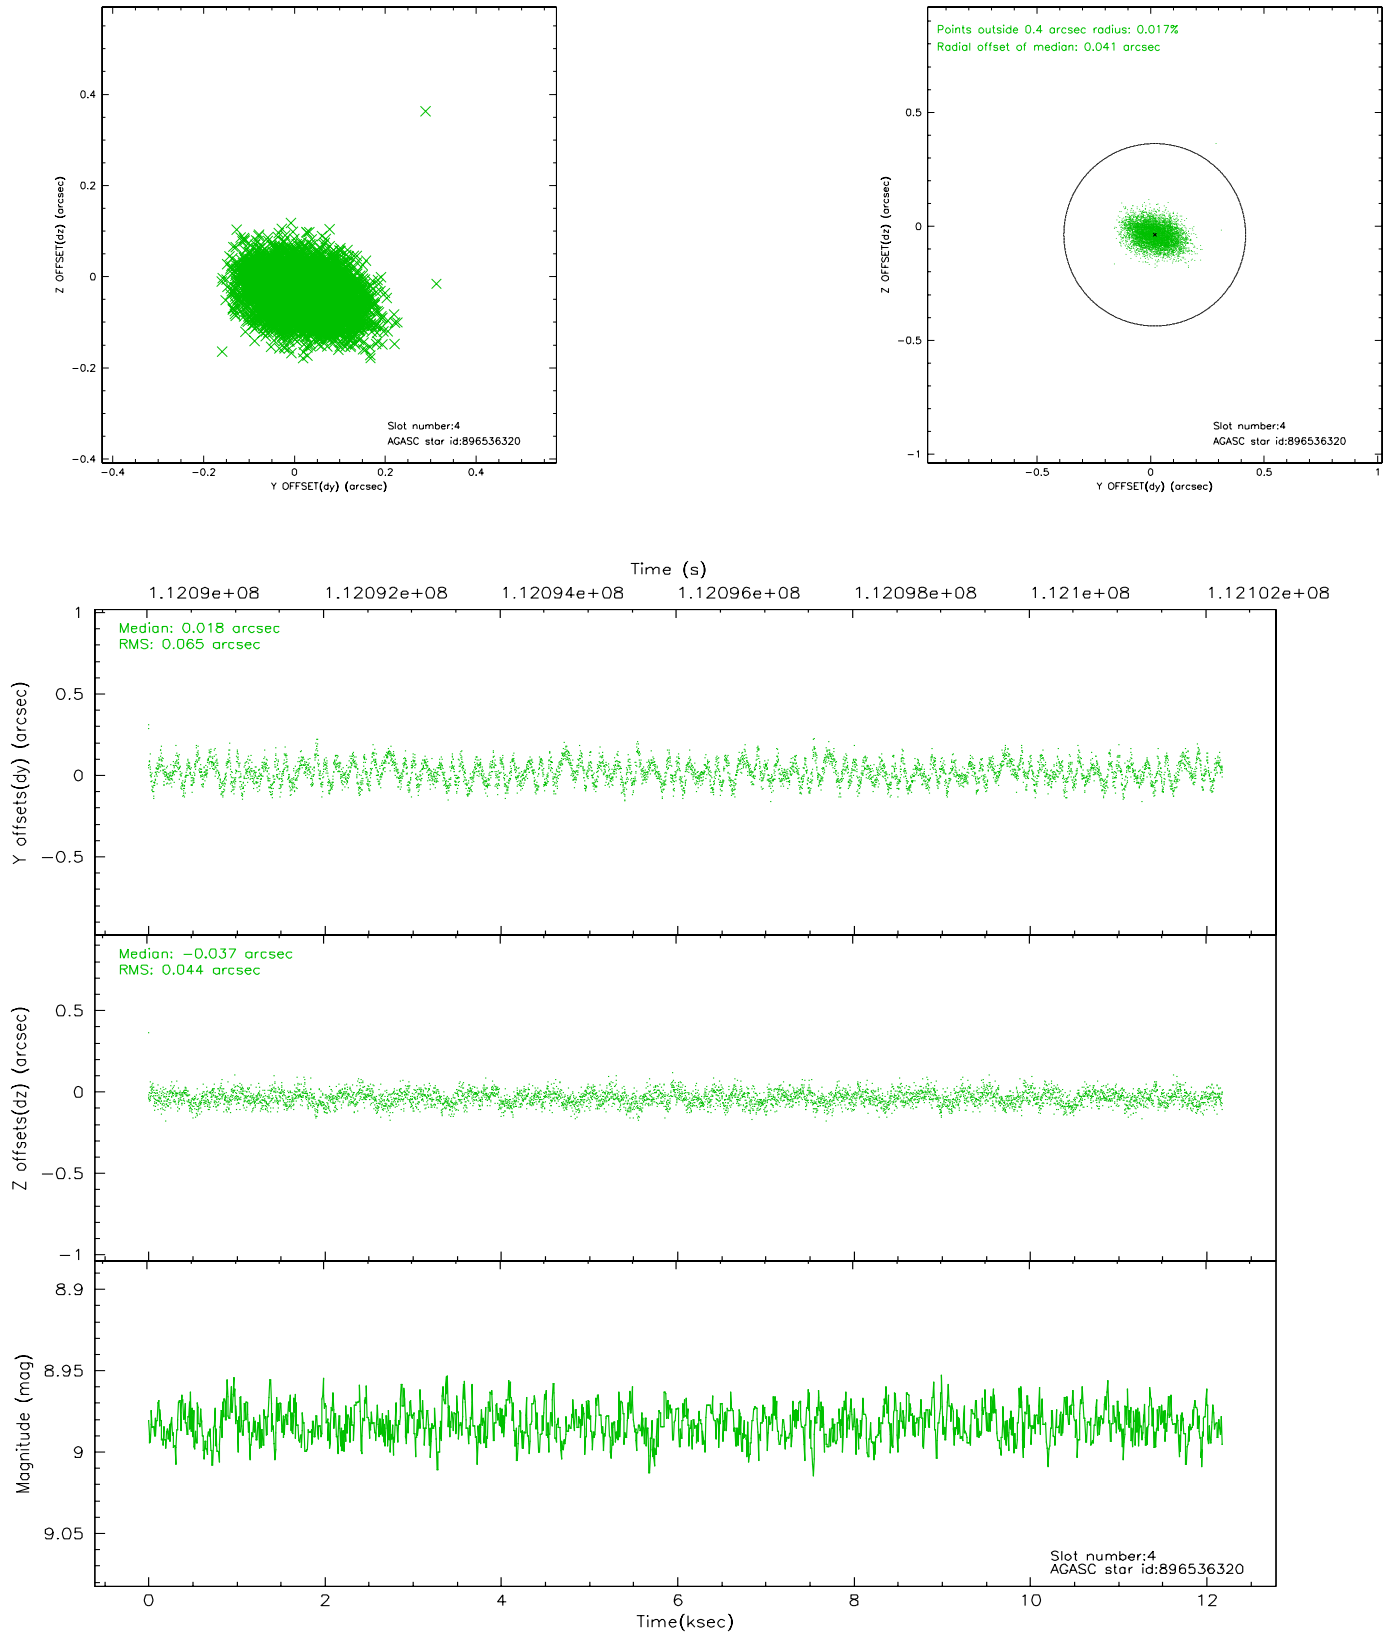 0.4
0.2
0
−0.2
−0.4
−0.4
−0.2
0
0.2
0.4
Z OFFSET(dz) (arcsec)
Y OFFSET(dy) (arcsec)
Slot number:4
AGASC star id:896536320
Points outside 0.4 arcsec radius: 0.017%
Radial offset of median: 0.041 arcsec
0.5
0
−0.5
−1
−0.5
0
0.5
1
Z OFFSET(dz) (arcsec)
Y OFFSET(dy) (arcsec)
Slot number:4
AGASC star id:896536320
Time (s)
1.1209e+08
1.12092e+08
1.12094e+08
1.12096e+08
1.12098e+08
1.121e+08
1.12102e+08
Median: 0.018 arcsec
RMS: 0.065 arcsec
1
0.5
0
−0.5
Y offsets(dy) (arcsec)
Median: −0.037 arcsec
RMS: 0.044 arcsec
0.5
0
−0.5
−1
Z offsets(dz) (arcsec)
8.9
8.95
9
9.05
Magnitude (mag)
Slot number:4
AGASC star id:896536320
0
2
4
6
8
10
12
Time(ksec)